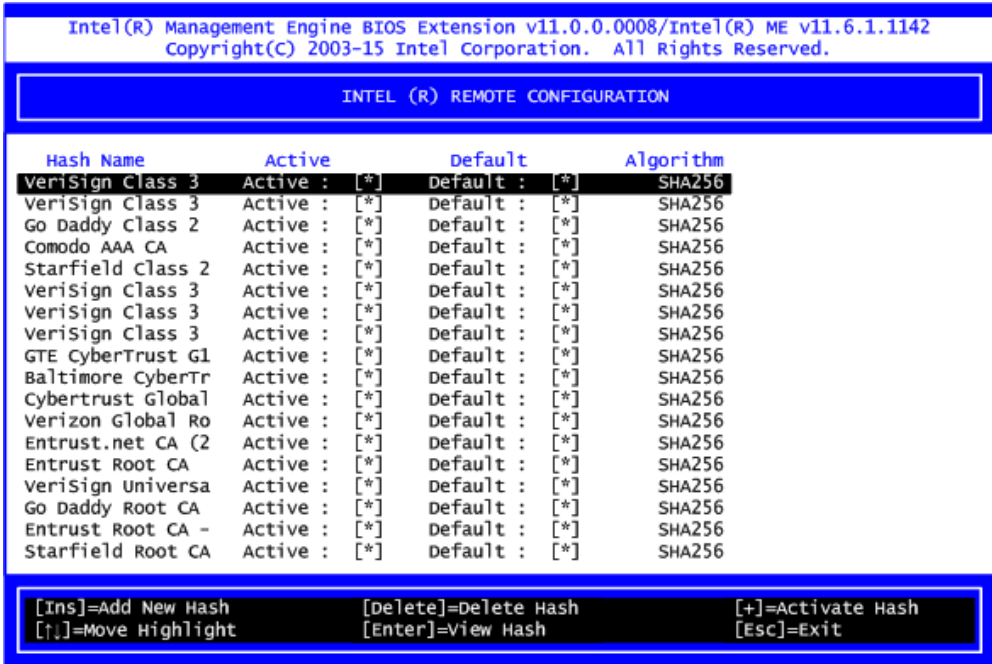 Intel(R) Management Engine BIOS Extension v11.0.0.0008/Intel(R) ME v11.6.1.1142
Copyright(C) 2003-15 Intel Corporation. All Rights Reserved.
INTEL (R) REMOTE CONFIGURATION
Hash Name Active Default Algorithm
VeriSign Class 3 Active : [*] Default : [*] SHA256
VeriSign Class 3 Active : [*] Default : [*] SHA256
Go Daddy Class 2 Active : [*] Default : [*] SHA256
Comodo AAA CA Active : [*] Default : [*] SHA256
Starfield Class 2 Active : [*] Default : [*] SHA256
VeriSign Class 3 Active : [*] Default : [*] SHA256
VeriSign Class 3 Active : [*] Default : [*] SHA256
VeriSign Class 3 Active : [*] Default : [*] SHA256
GTE CyberTrust G1 Active : [*] Default : [*] SHA256
Baltimore CyberTr Active : [*] Default : [*] SHA256
Cybertrust Global Active : [*] Default : [*] SHA256
Verizon Global Ro Active : [*] Default : [*] SHA256
Entrust.net CA (2 Active : [*] Default : [*] SHA256
Entrust Root CA Active : [*] Default : [*] SHA256
VeriSign Universa Active : [*] Default : [*] SHA256
Go Daddy Root CA Active : [*] Default : [*] SHA256
Entrust Root CA - Active : [*] Default : [*] SHA256
Starfield Root CA Active : [*] Default : [*] SHA256
[Ins]=Add New Hash [Delete]=Delete Hash [+]=Activate Hash
[↑↓]=Move Highlight [Enter]=View Hash [Esc]=Exit